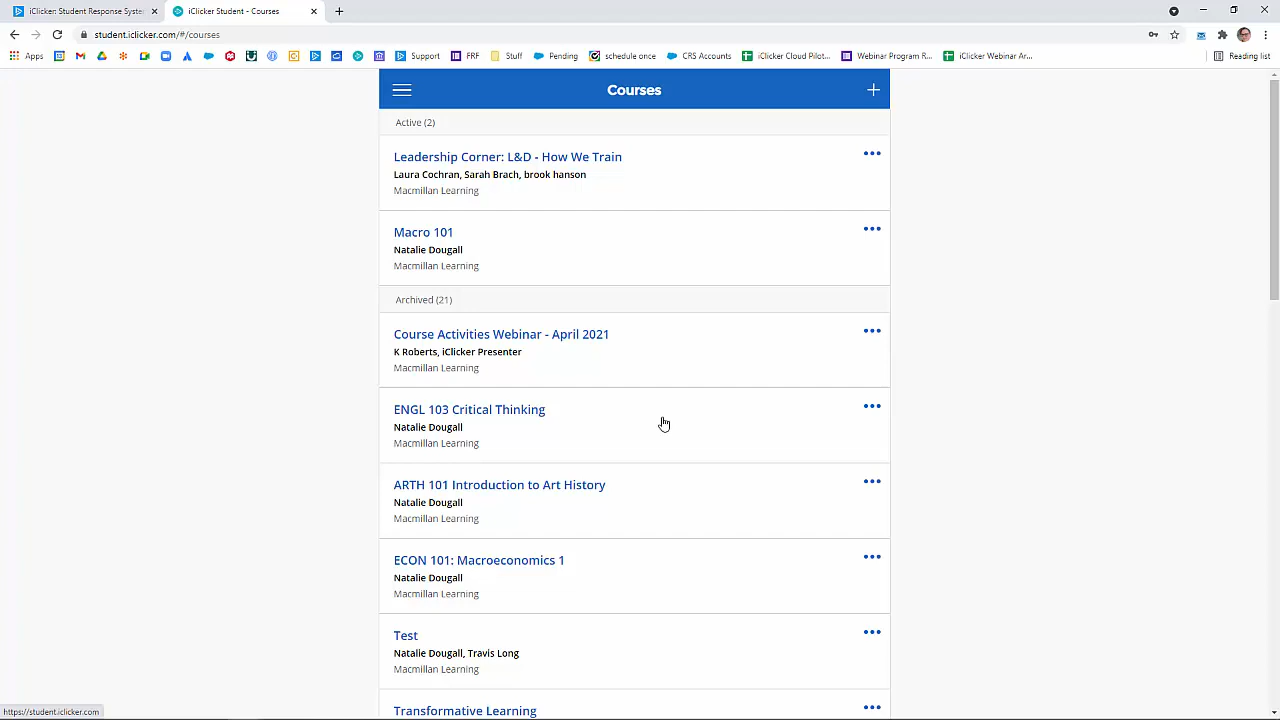 iClicker: Student Response Syste
iClicker Student - Courses
student.iclicker.com/#/courses
Apps
Support
FRF
Stuff
Pending
schedule once
CRS Accounts
iClicker Cloud Pilot...
Webinar Program R...
iClicker Webinar Ar...
Reading list
Courses
Active (2)
Leadership Corner: L&D - How We Train
Laura Cochran, Sarah Brach, brook hanson
Macmillan Learning
Macro 101
Natalie Dougall
Macmillan Learning
Archived (21)
Course Activities Webinar - April 2021
K Roberts, iClicker Presenter
Macmillan Learning
ENGL 103 Critical Thinking
Natalie Dougall
Macmillan Learning
ARTH 101 Introduction to Art History
Natalie Dougall
Macmillan Learning
ECON 101: Macroeconomics 1
Natalie Dougall
Macmillan Learning
Test
Natalie Dougall, Travis Long
Macmillan Learning
Transformative Learning
https://student.iclicker.com